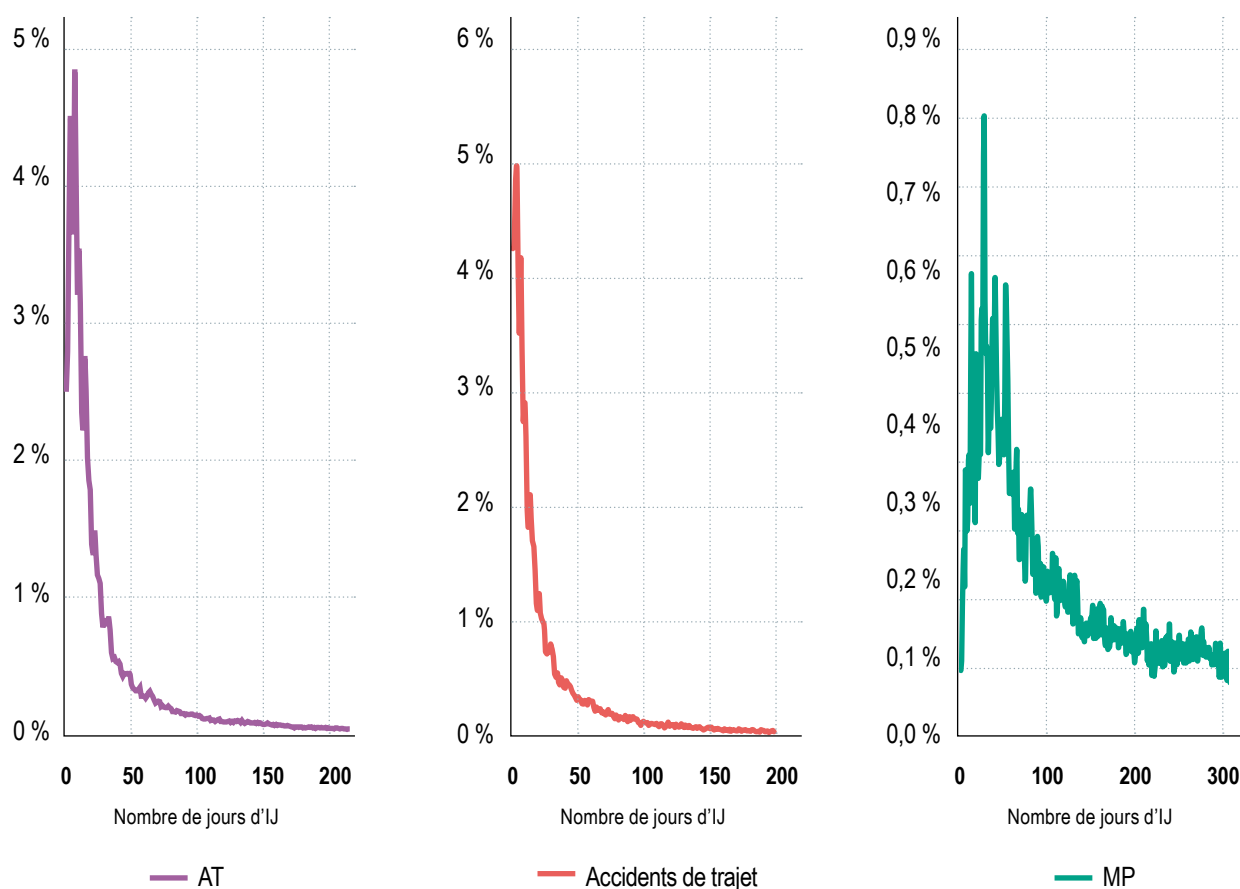 5 %
4 %
3 %
2 %
1 %
0 %
0 50 100 150 200
Nombre de jours d'IJ
AT
6 %
5 %
4 %
3 %
2 %
1 %
0 %
0 50 100 150 200
Nombre de jours d'IJ
Accidents de trajet
0,9 %
0,8 %
0,7 %
0,6 %
0,5 %
0,4 %
0,3 %
0,2 %
0,1 %
0,0 %
0 100 200 300
Nombre de jours d'IJ
MP